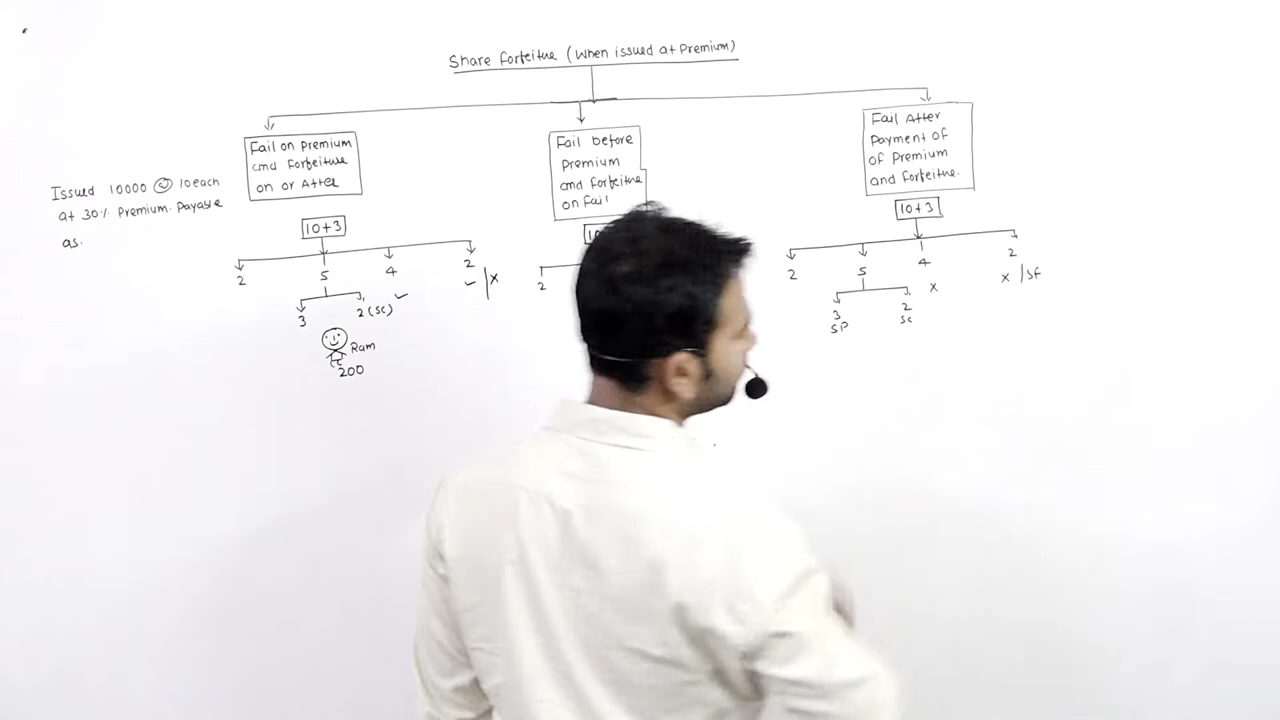 Share forfeitue (When issued at Premium)
Fail on Premium
and Forfeiture
on or After
Fail before
Premium
and Forfeitue
on Fail
Fail After
Payment of
of Premium
and Forfeitue.
Issued 10000 @ 10 each
at 30% Premium. Payable
as.
10+3
10+3
2
5
4
2
✓ | x
3
2 (SC) ✓
Ram
200
2
2
5
4
2
x
x / SF
3
SP
2
SC